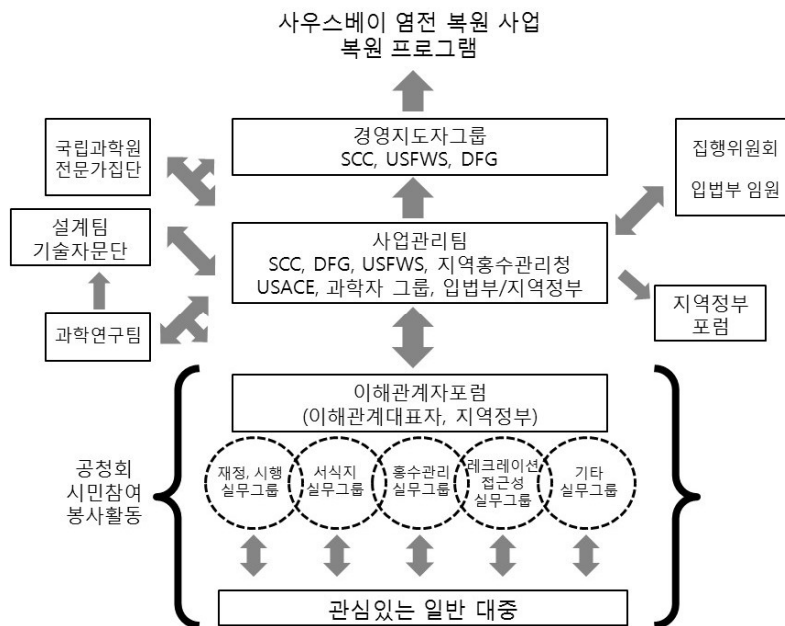 사우스베이 염전 복원 사업
복원 프로그램
경영지도자그룹
SCC, USFWS, DFG
국립과학원
전문가집단
집행위원회
입법부 임원
설계팀
기술자문단
사업관리팀
SCC, DFG, USFWS, 지역홍수관리청
USACE, 과학자 그룹, 입법부/지역정부
지역정부
포럼
과학연구팀
이해관계자포럼
(이해관계대표자, 지역정부)
공청회
시민참여
봉사활동
재정, 시행
실무그룹
서식지
실무그룹
홍수관리
실무그룹
레크레이션
접근성
실무그룹
기타
실무그룹
관심있는 일반 대중